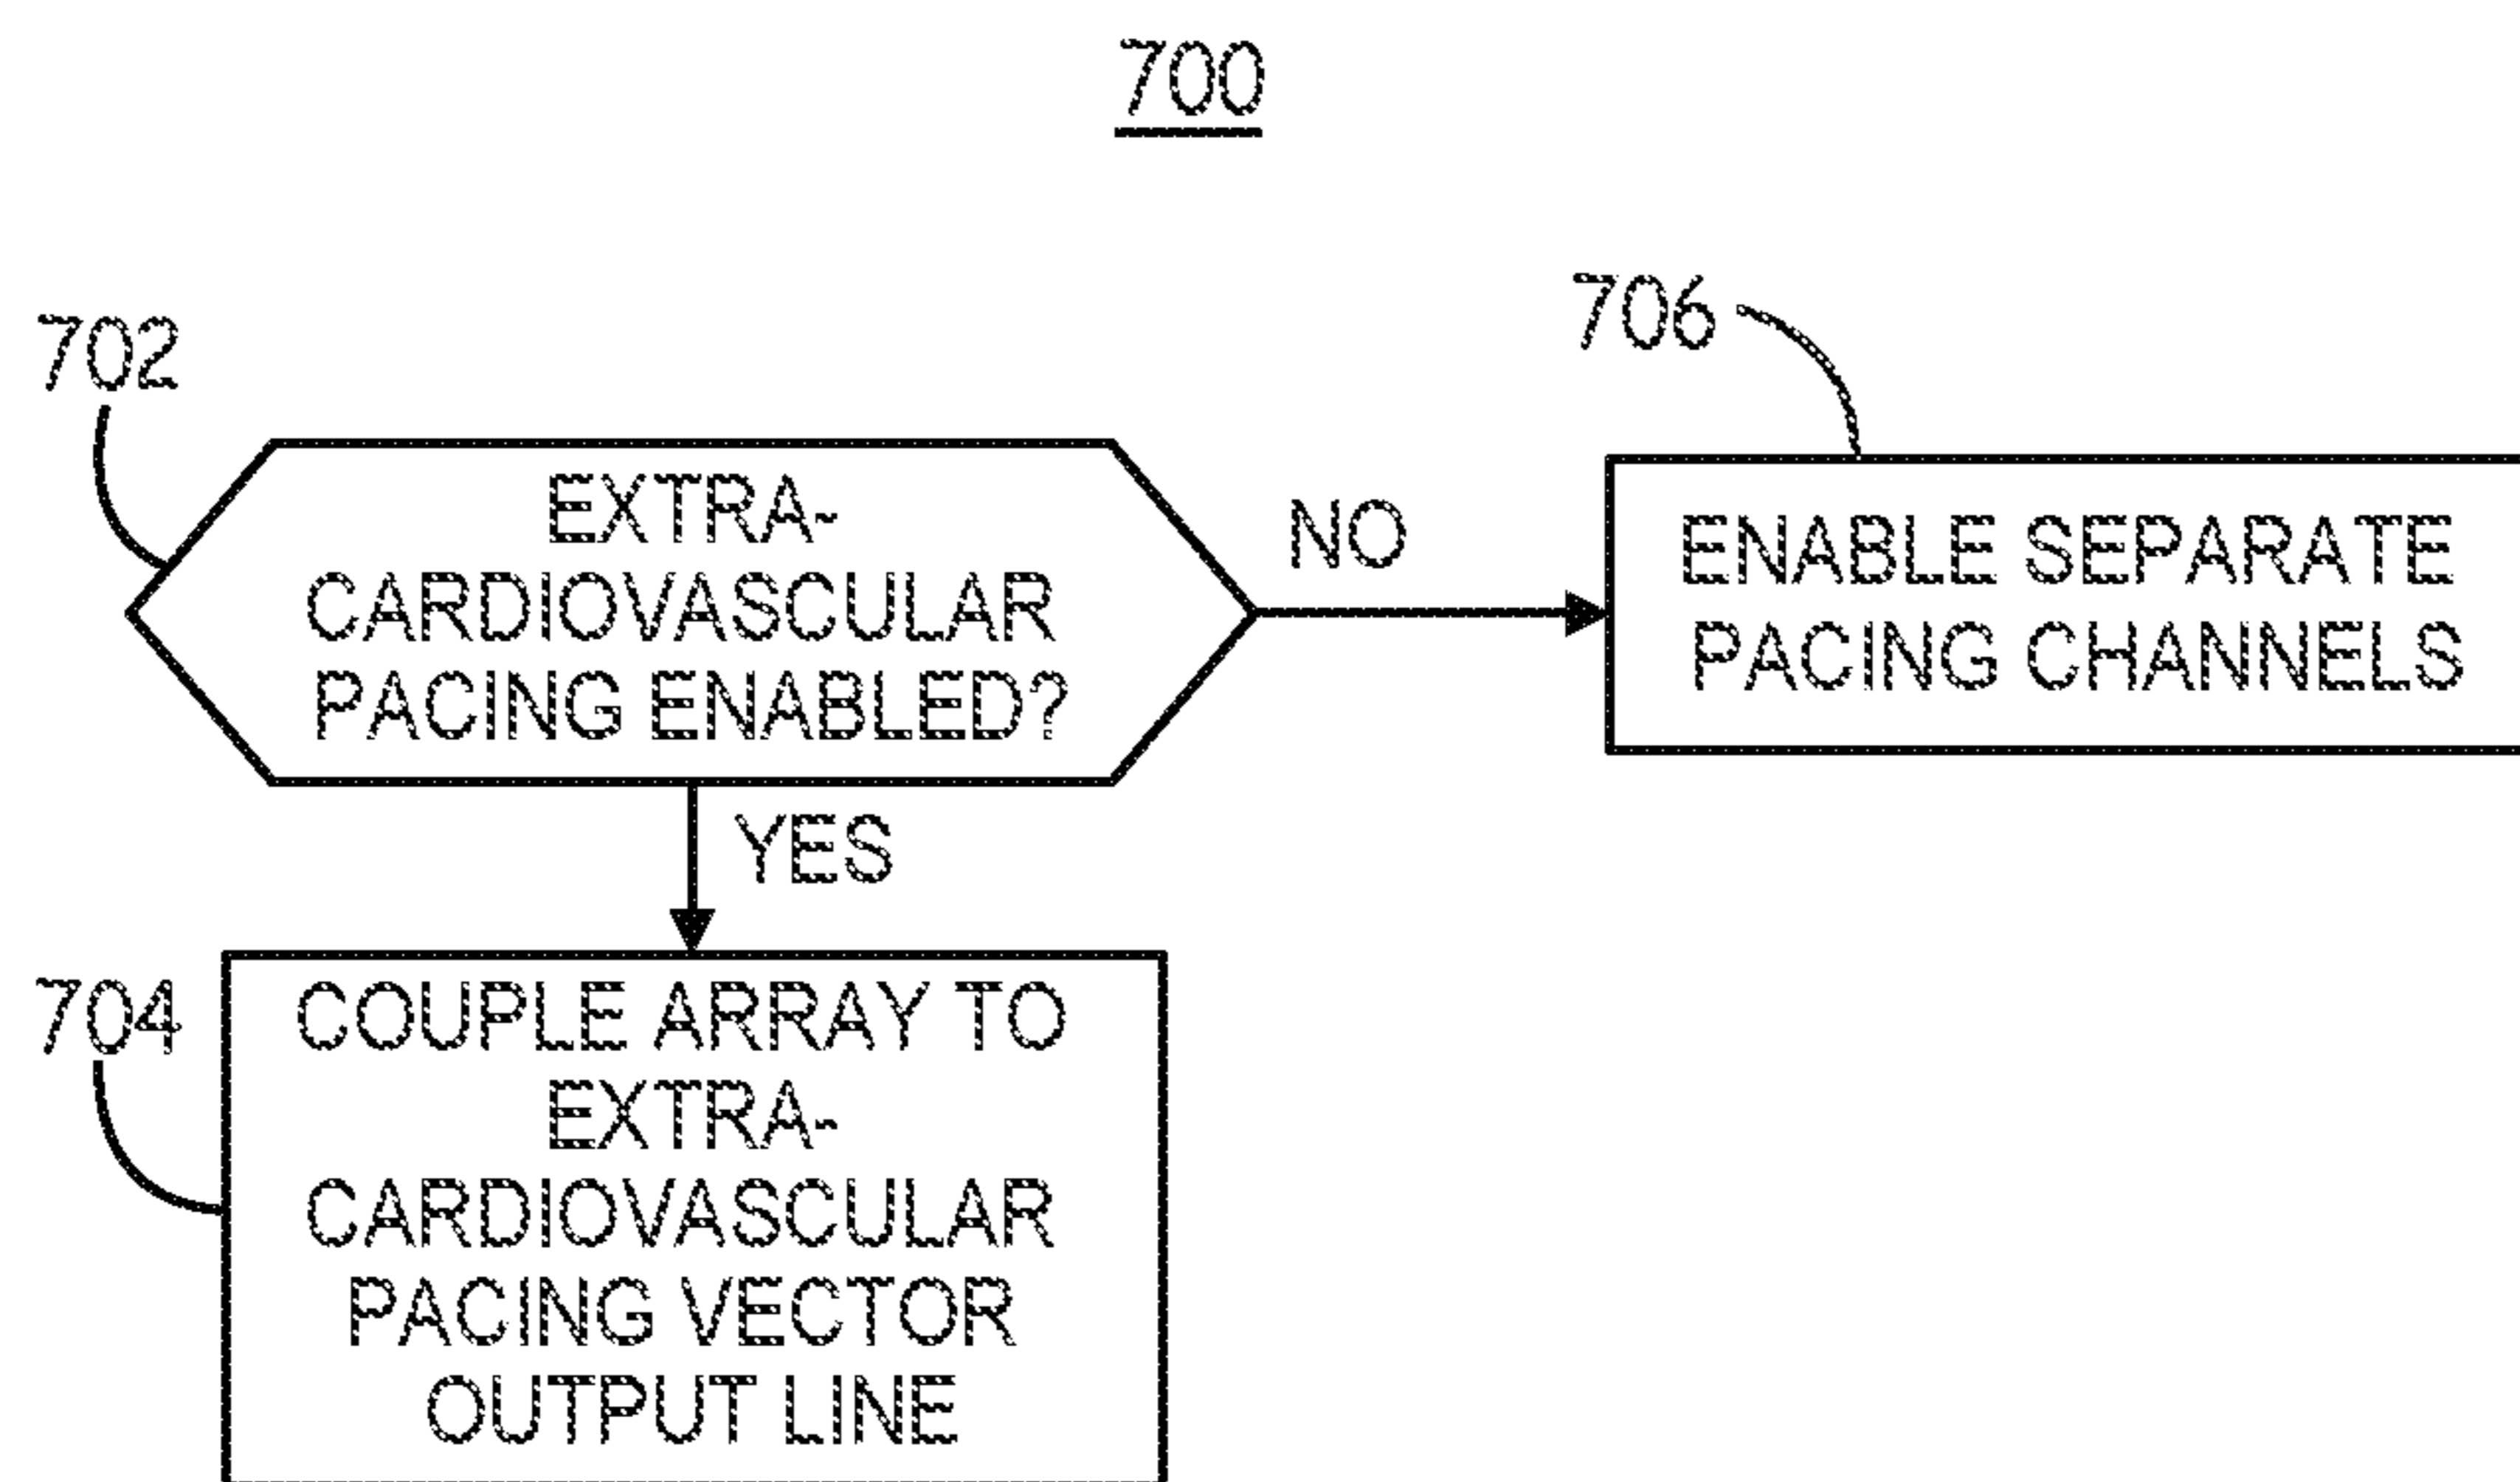 700
702
EXTRA-
CARDIOVASCULAR
PACING ENABLED?
NO
706
ENABLE SEPARATE
PACING CHANNELS
YES
704
COUPLE ARRAY TO
EXTRA-
CARDIOVASCULAR
PACING VECTOR
OUTPUT LINE